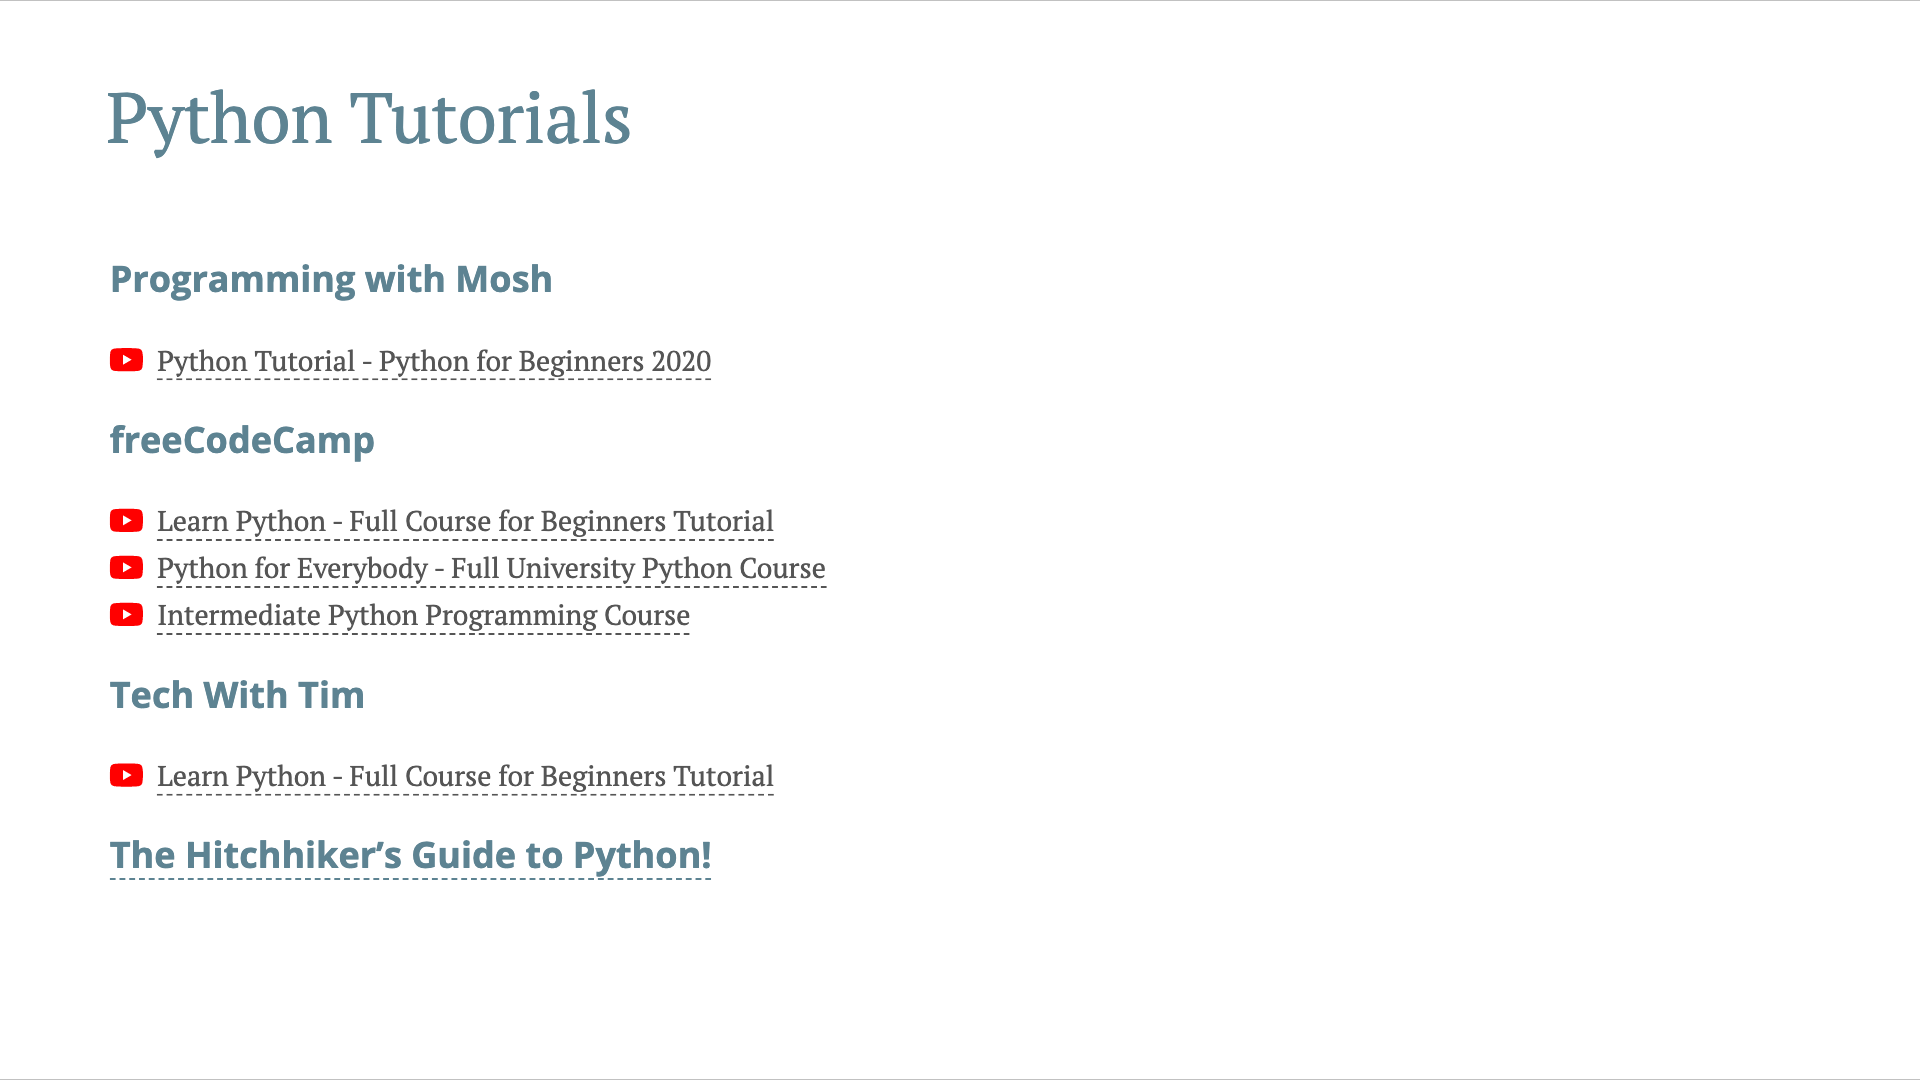 Python Tutorials
Programming with Mosh
Python Tutorial - Python for Beginners 2020
freeCodeCamp
Learn Python - Full Course for Beginners Tutorial
Python for Everybody - Full University Python Course
Intermediate Python Programming Course
Tech With Tim
Learn Python - Full Course for Beginners Tutorial
The Hitchhiker’s Guide to Python!